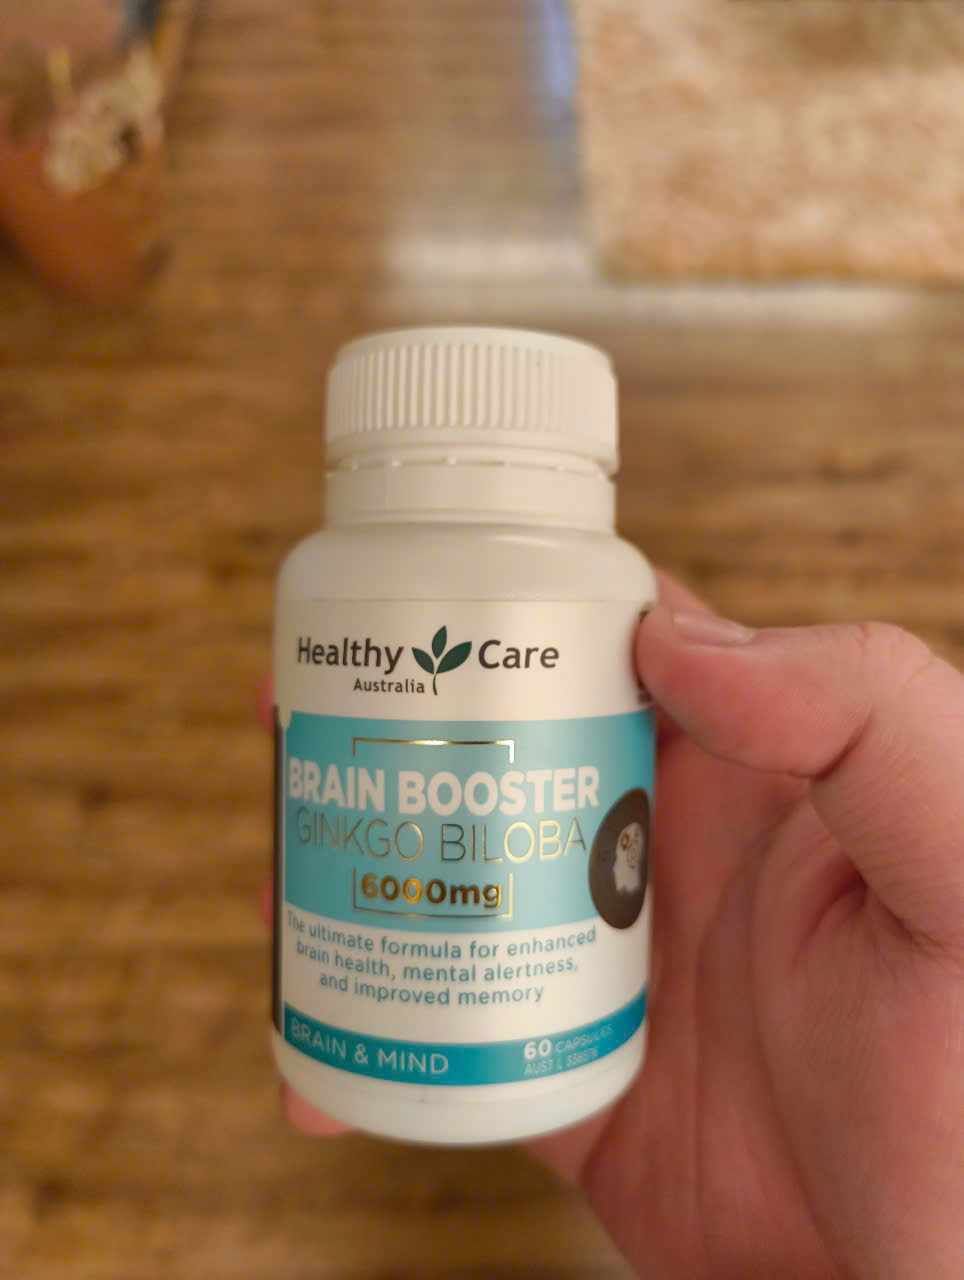 Healthy Care
Australia
BRAIN BOOSTER
GINKGO BILOBA
6000mg
The ultimate formula for enhanced
brain health, mental alertness,
and improved memory
BRAIN & MIND
60 CAPSULES
AUST L